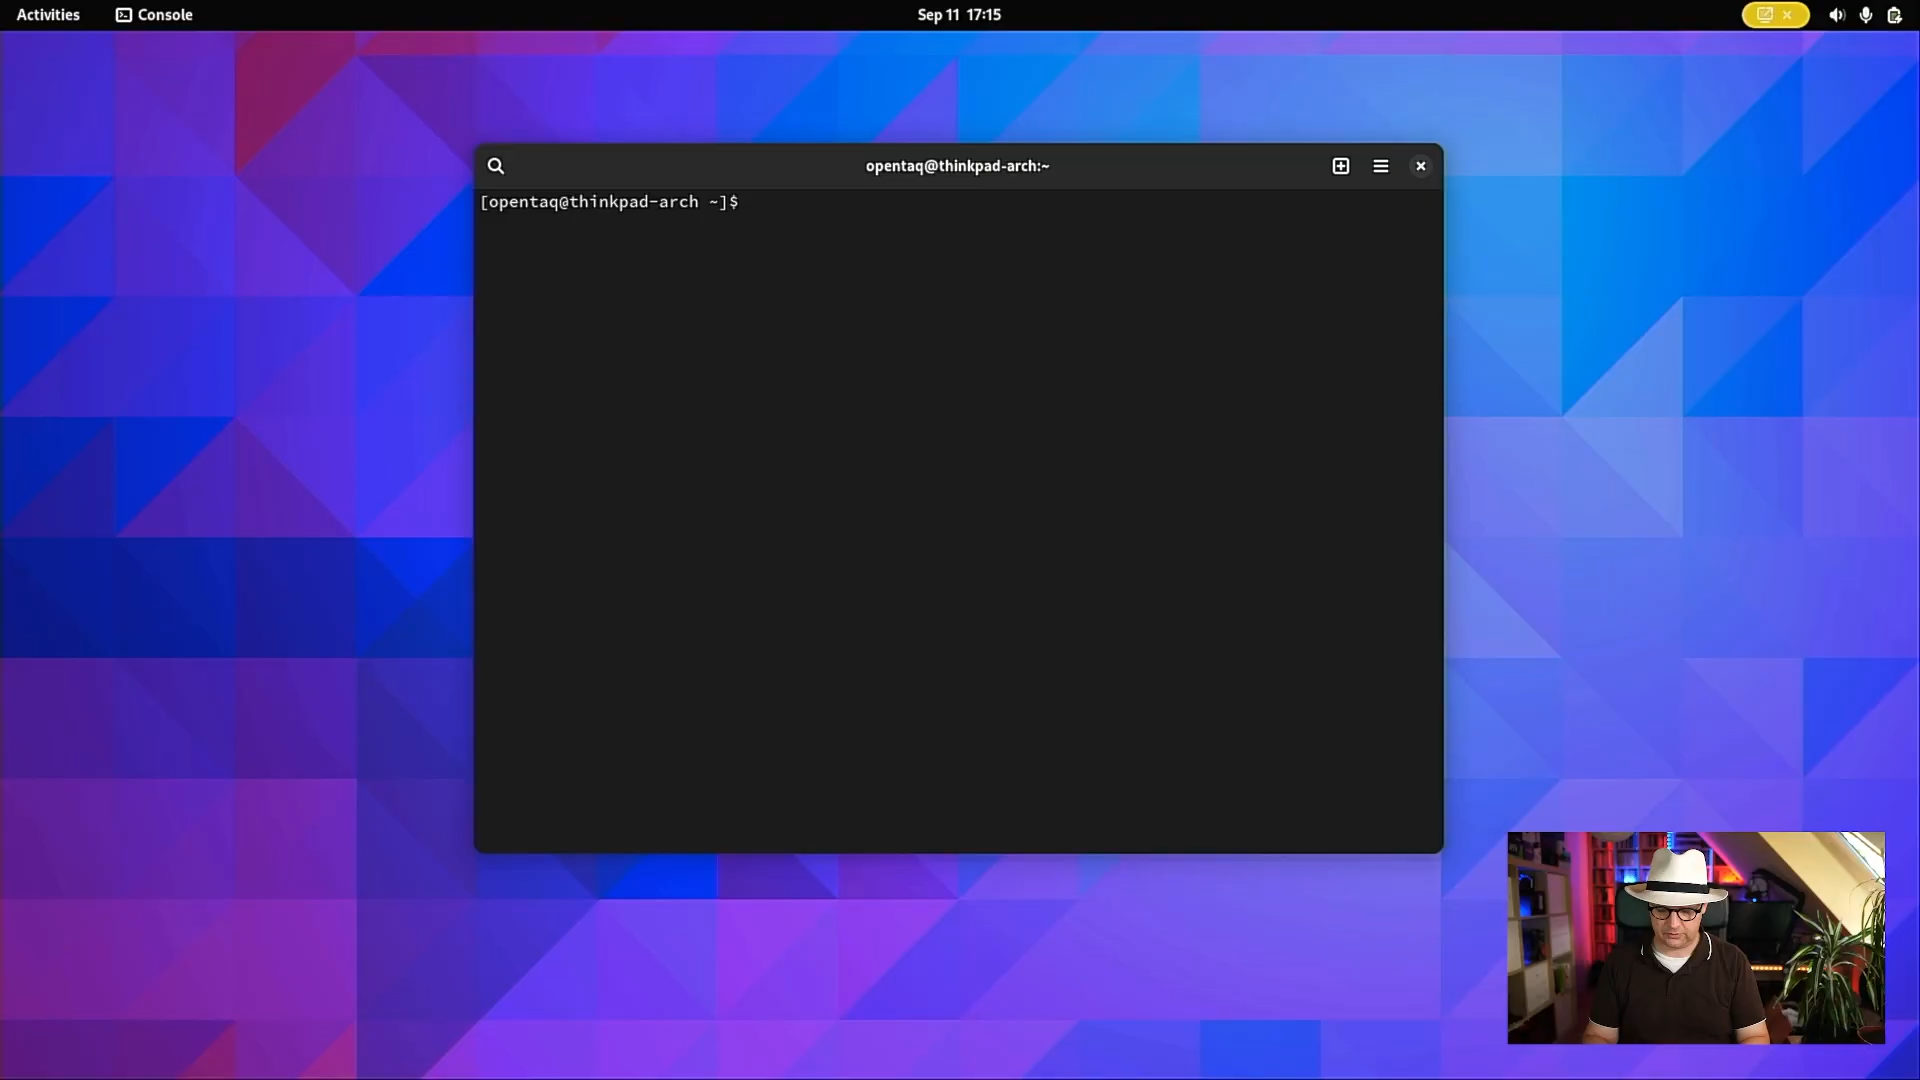 Activities
Console
Sep 11 17:15
opentaq@thinkpad-arch:~
[opentaq@thinkpad-arch ~]$